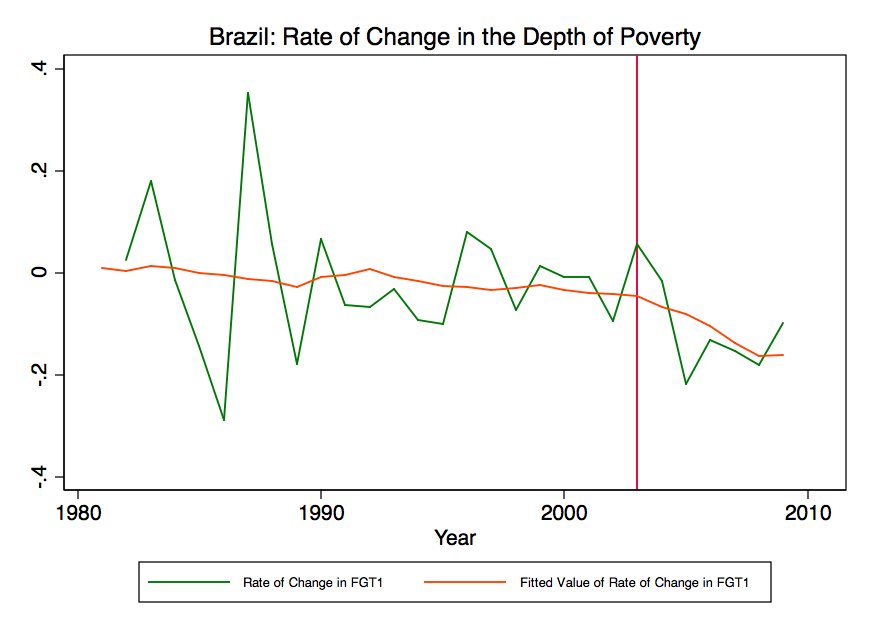 Brazil: Rate of Change in the Depth of Poverty
.4
.2
0
-.2
-.4
1980 1990 2000 2010
Year
Rate of Change in FGT1 Fitted Value of Rate of Change in FGT1